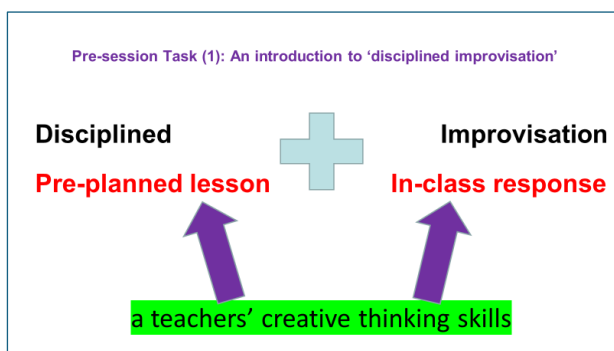 Pre-session Task (1): An introduction to ‘disciplined improvisation’
Disciplined
Improvisation
Pre-planned lesson
In-class response
a teachers’ creative thinking skills